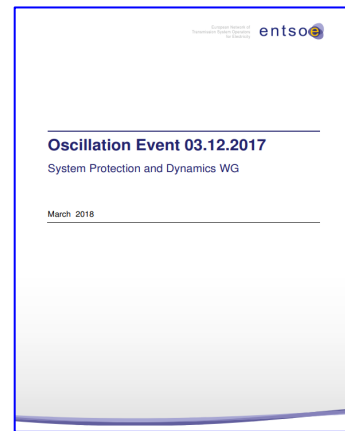 European Network of
Transmission System Operators
for Electricity
entsoe
Oscillation Event 03.12.2017
System Protection and Dynamics WG
March 2018